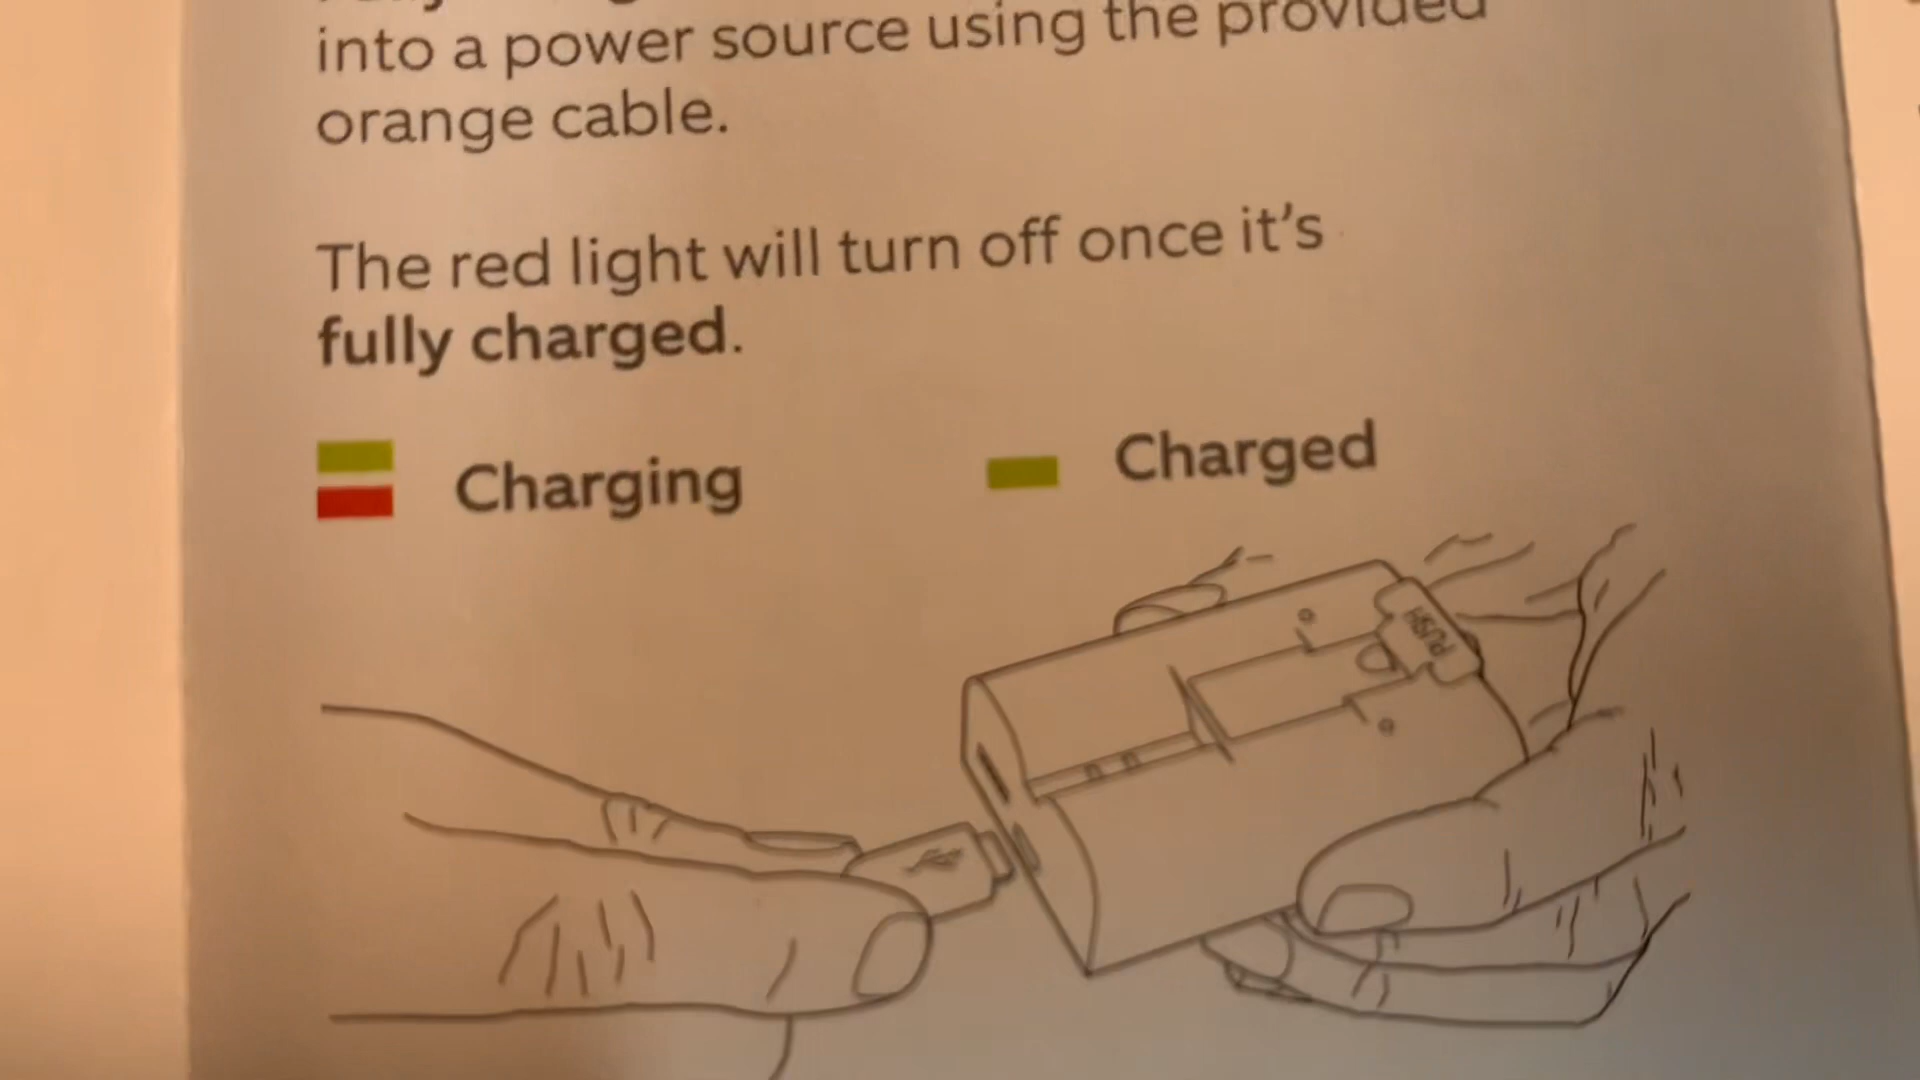 into a power source using the provided
orange cable.
The red light will turn off once it's
fully charged.
Charging
Charged
PUSH